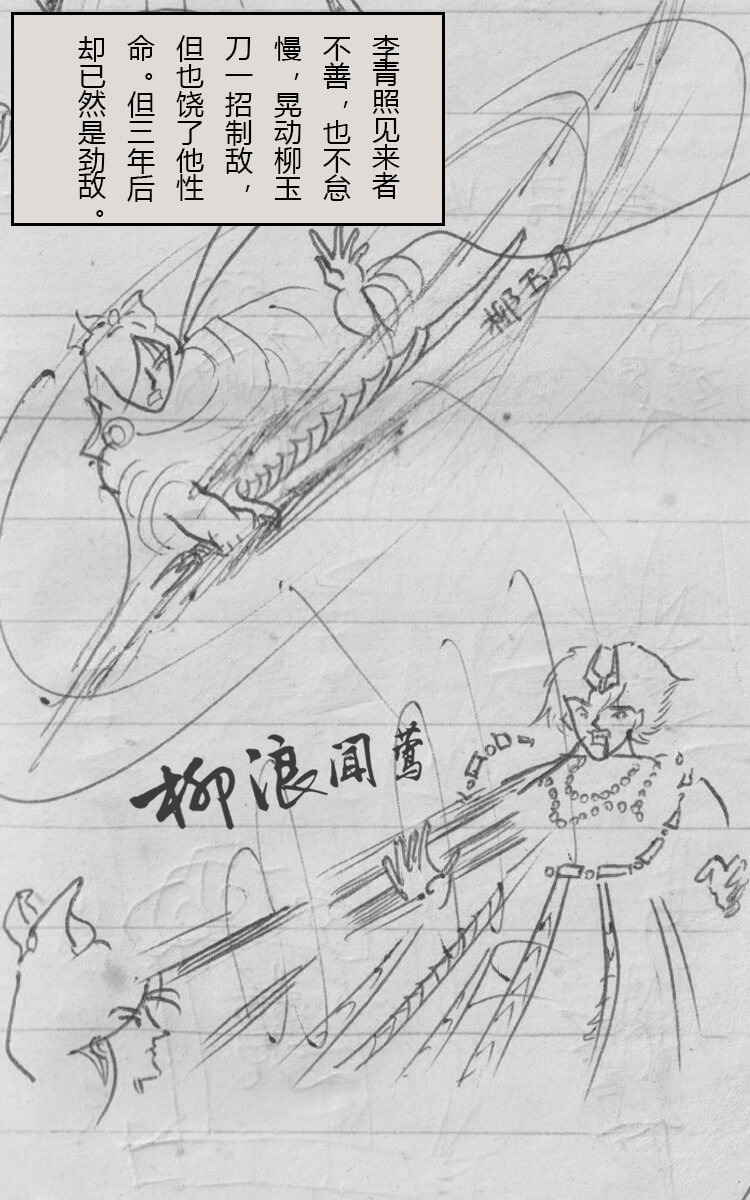 李青照见来者
不善，也不怠
慢，晃动柳玉
刀一招制敌，
但也饶了他性
命。但三年后
却已然是劲敌。
柳玉刀
柳浪闻莺